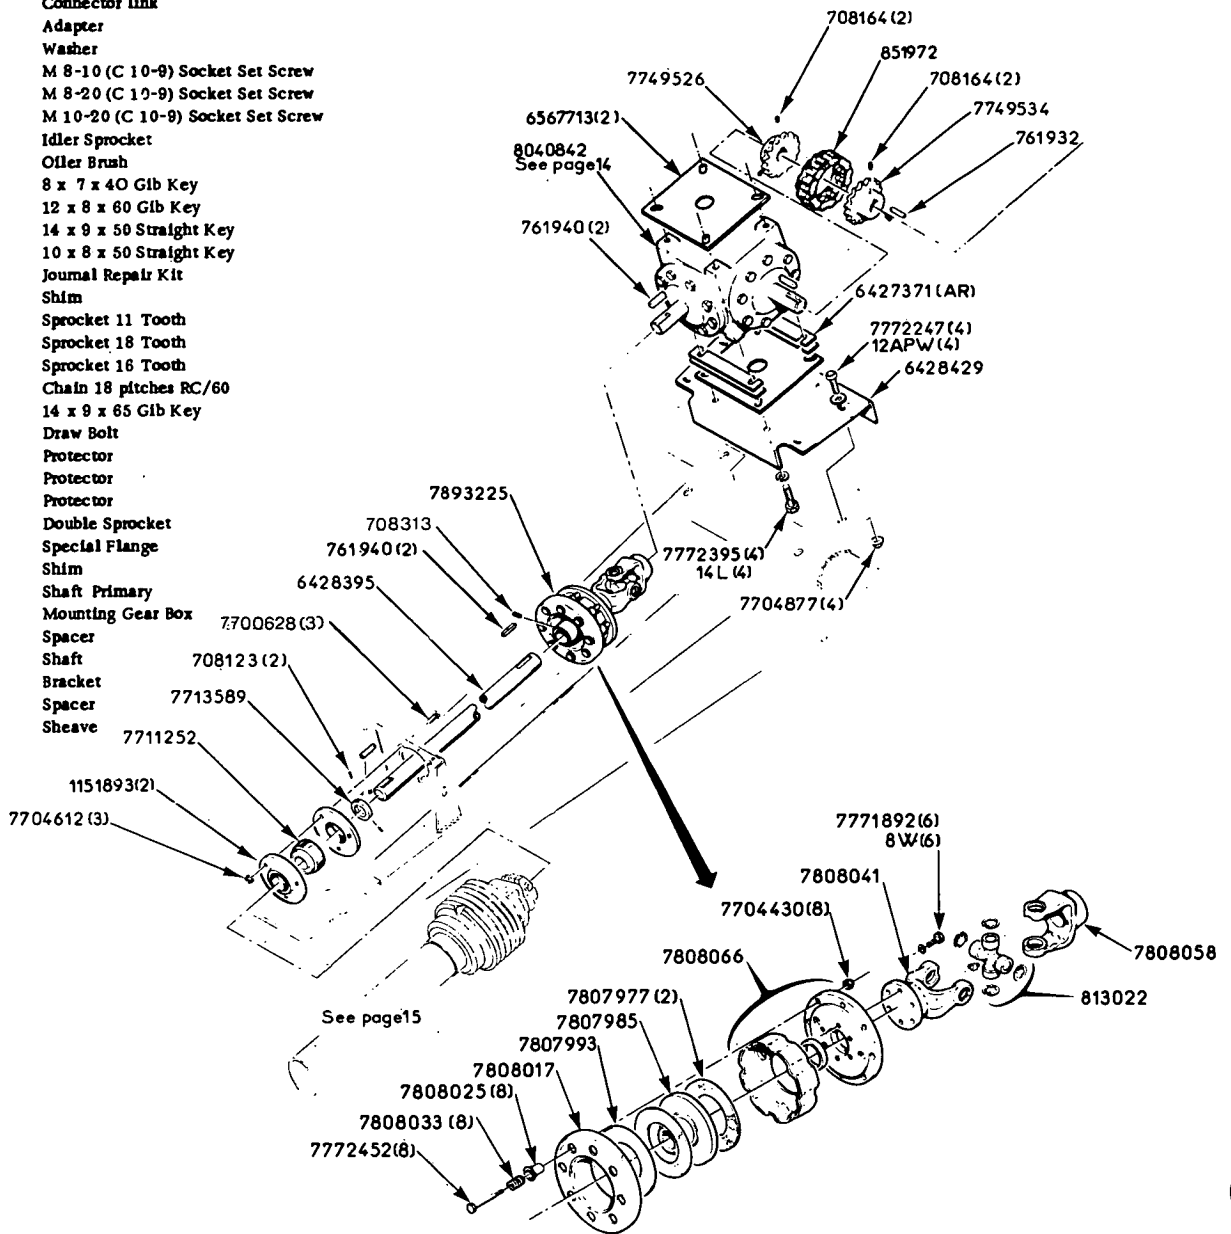 Connector link
Adapter
Washer
M 8-10 (C 10-9) Socket Set Screw
M 8-20 (C 10-9) Socket Set Screw
M 10-20 (C 10-9) Socket Set Screw
Idler Sprocket
Oiler Brush
8 x 7 x 40 Gib Key
12 x 8 x 60 Gib Key
14 x 9 x 50 Straight Key
10 x 8 x 50 Straight Key
Journal Repair Kit
Shim
Sprocket 11 Tooth
Sprocket 18 Tooth
Sprocket 16 Tooth
Chain 18 pitches RC/60
14 x 9 x 65 Gib Key
Draw Bolt
Protector
Protector
Protector
Double Sprocket
Special Flange
Shim
Shaft Primary
Mounting Gear Box
Spacer
Shaft
Bracket
Spacer
Sheave
708164(2)
851972
7749526
708164(2)
7749534
6567713(2)
761932
8040842
See page14
761940(2)
6427371(AR)
7772247(4)
12APW(4)
6428429
7893225
708313
761940(2)
7772395(4)
14L(4)
6428395
7704877(4)
7700628(3)
708123(2)
7713589
7711252
1151893(2)
7704612(3)
7771892(6)
8W(6)
7808041
7704430(8)
7808058
7808066
813022
7807977(2)
7807985
7807993
7808017
7808025(8)
7808033(8)
7772452(8)
See page15